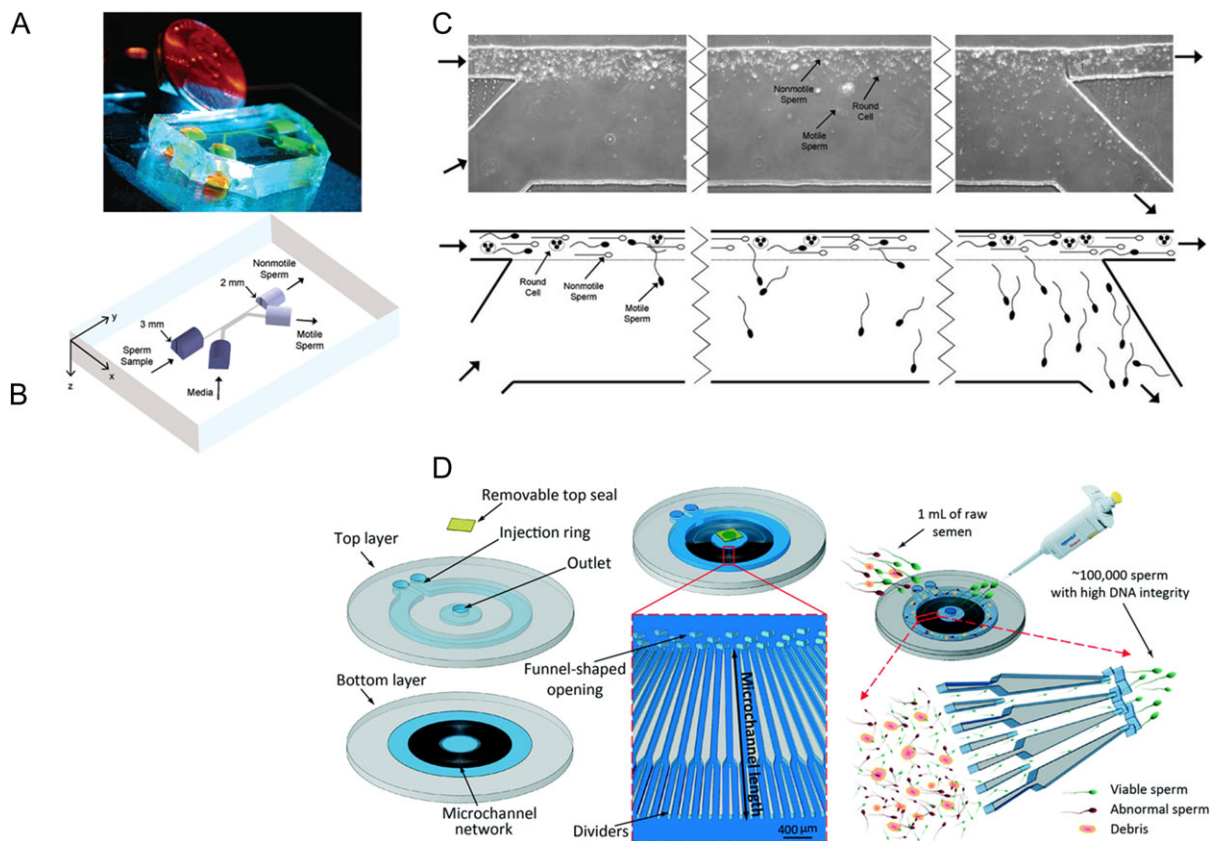 A
B
Nonmotile
Sperm
2 mm
3 mm
y
x
z
Sperm
Sample
Motile
Sperm
Media
C
Nonmotile
Sperm
Round
Cell
Motile
Sperm
Round
Cell
Nonmotile
Sperm
Motile
Sperm
D
Removable top seal
Top layer
Injection ring
Outlet
Bottom layer
Microchannel
network
Funnel-shaped
opening
Microchannel length
Dividers
400 µm
1 mL of raw
semen
~100,000 sperm
with high DNA
integrity
Viable sperm
Abnormal sperm
Debris